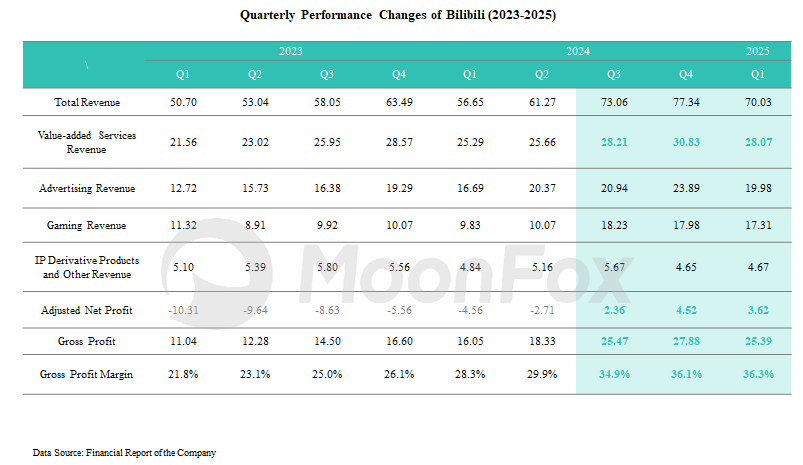 Quarterly Performance Changes of Bilibili (2023-2025)
\ 2023 2024 2025
Q1 Q2 Q3 Q4 Q1 Q2 Q3 Q4 Q1
Total Revenue 50.70 53.04 58.05 63.49 56.65 61.27 73.06 77.34 70.03
Value-added Services
Revenue 21.56 23.02 25.95 28.57 25.29 25.66 28.21 30.83 28.07
Advertising Revenue 12.72 15.73 16.38 19.29 16.69 20.37 20.94 23.89 19.98
Gaming Revenue 11.32 8.91 9.92 10.07 9.83 10.07 18.23 17.98 17.31
IP Derivative Products
and Other Revenue 5.10 5.39 5.80 5.56 4.84 5.16 5.67 4.65 4.67
MoonFox
Adjusted Net Profit -10.31 -9.64 -8.63 -5.56 -4.56 -2.71 2.36 4.52 3.62
Gross Profit 11.04 12.28 14.50 16.60 16.05 18.33 25.47 27.88 25.39
Gross Profit Margin 21.8% 23.1% 25.0% 26.1% 28.3% 29.9% 34.9% 36.1% 36.3%
Data Source: Financial Report of the Company